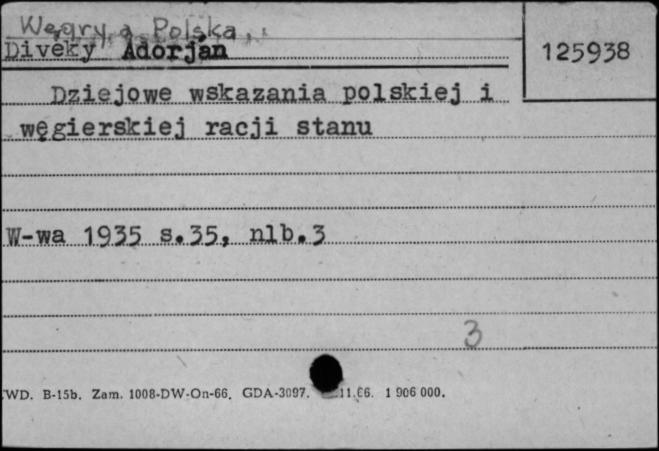 Węgry, a Polska,
Diveky Adorján
125938
Dziejowe wskazania polskiej i
węgierskiej racji stanu
W-wa 1935 s.35, nlb.3
3
WD. B-15b. Zam. 1008-DW-On-66. GDA-3097. 11.66. 1 906 000.